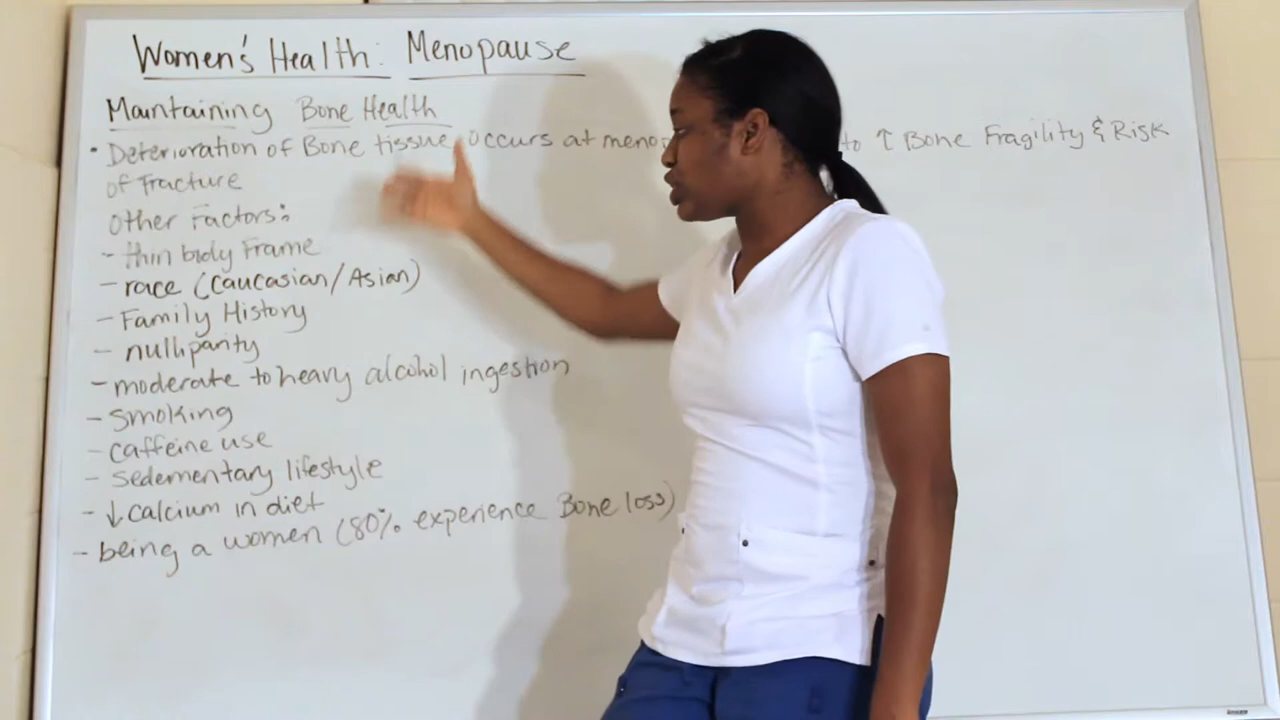 Women's Health: Menopause
Maintaining Bone Health
• Deterioration of Bone tissue occurs at meno to ↑ Bone Fragility & Risk
of fracture
other Factors:
- thin body Frame
- race (Caucasian/Asian)
- Family History
- nulliparity
- moderate to heavy alcohol ingestion
- Smoking
- caffeine use
- sedementary lifestyle
- ↓ calcium in diet
- being a women (80% experience Bone loss)